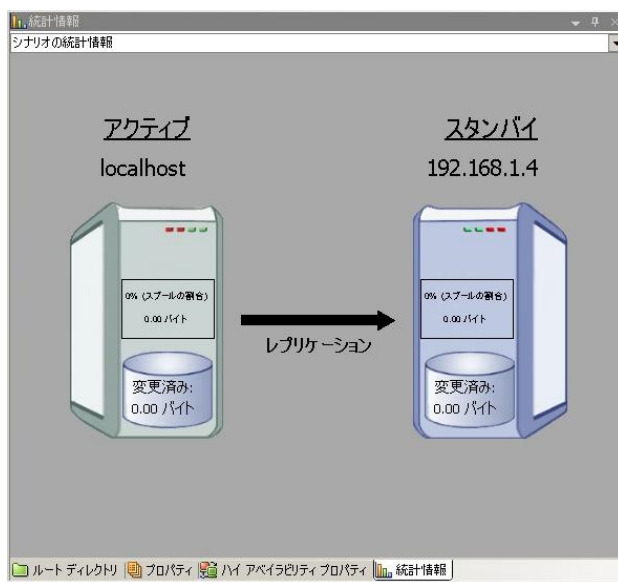 統計情報
シナリオの統計情報
アクティブ
スタンバイ
localhost
192.168.1.4
0% (スプールの割合)
0.00 バイト
0% (スプールの割合)
0.00 バイト
レプリケーション
変更済み:
0.00 バイト
変更済み:
0.00 バイト
ルート ディレクトリ
プロパティ
ハイ アベイラビリティ プロパティ
統計情報